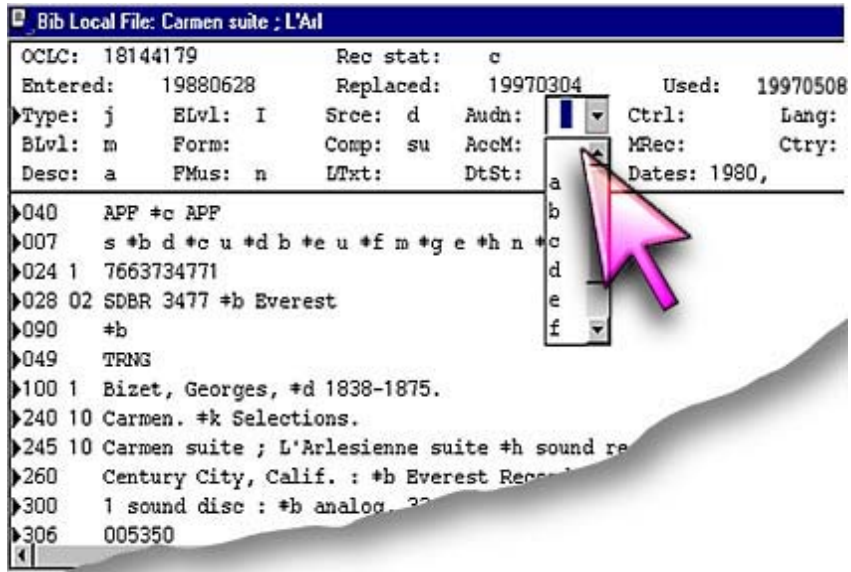 Bib Local File: Carmen suite ; L'Arl
OCLC: 18144179 Rec stat: c
Entered: 19880628 Replaced: 19970304 Used: 19970508
Type: j ELvl: I Srce: d Audn: Ctrl: Lang:
BLvl: m Form: Comp: su AccM: MRec: Ctry:
Desc: a FMus: n LTxt: DtSt: Dates: 1980,
a
b
c
d
e
f
040 APF ‡c APF
007 s ‡b d ‡c u ‡d b ‡e u ‡f m ‡g e ‡h n
024 1 7663734771
028 02 SDBR 3477 ‡b Everest
090 ‡b
049 TRNG
100 1 Bizet, Georges, ‡d 1838-1875.
240 10 Carmen. ‡k Selections.
245 10 Carmen suite ; L'Arlesienne suite ‡h sound re
260 Century City, Calif. : ‡b Everest Reco
300 1 sound disc : ‡b analog, 33
306 005350